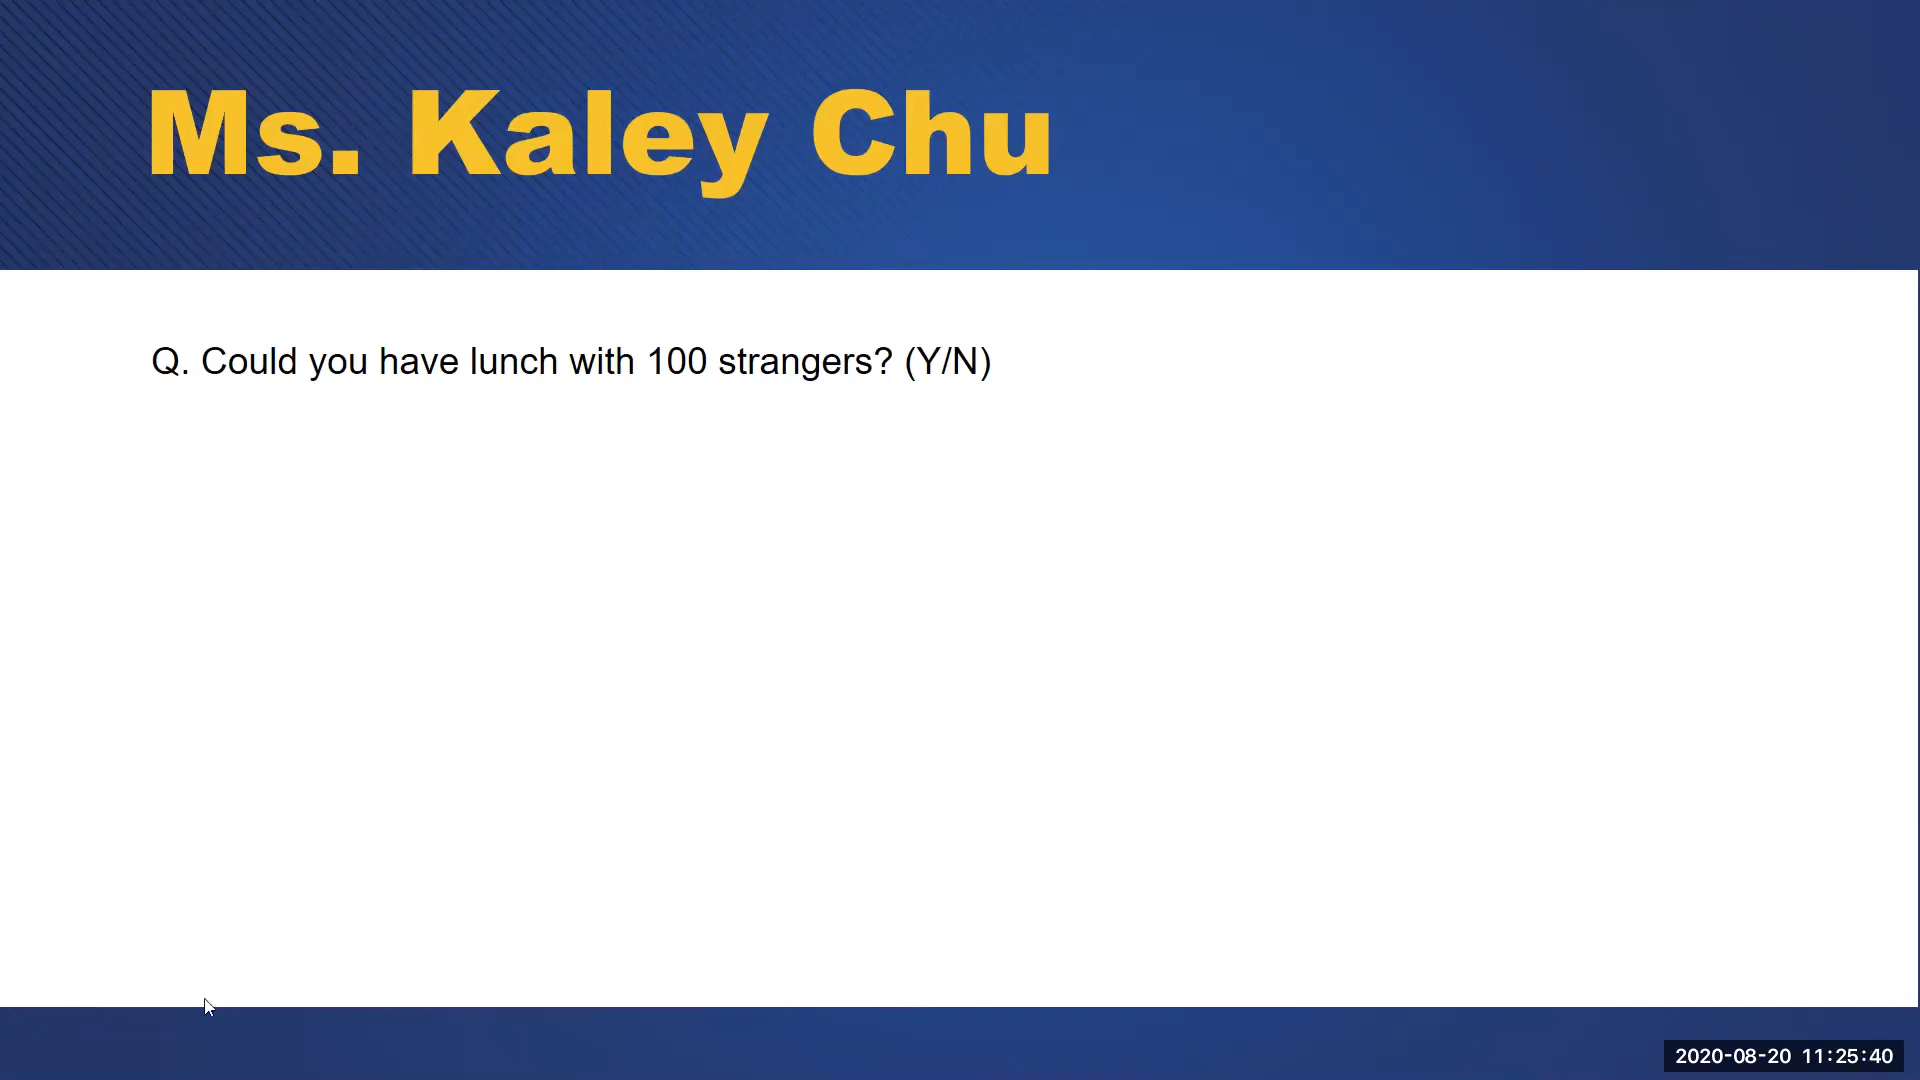 Ms. Kaley Chu
Q. Could you have lunch with 100 strangers? (Y/N)
2020-08-20 11:25:40